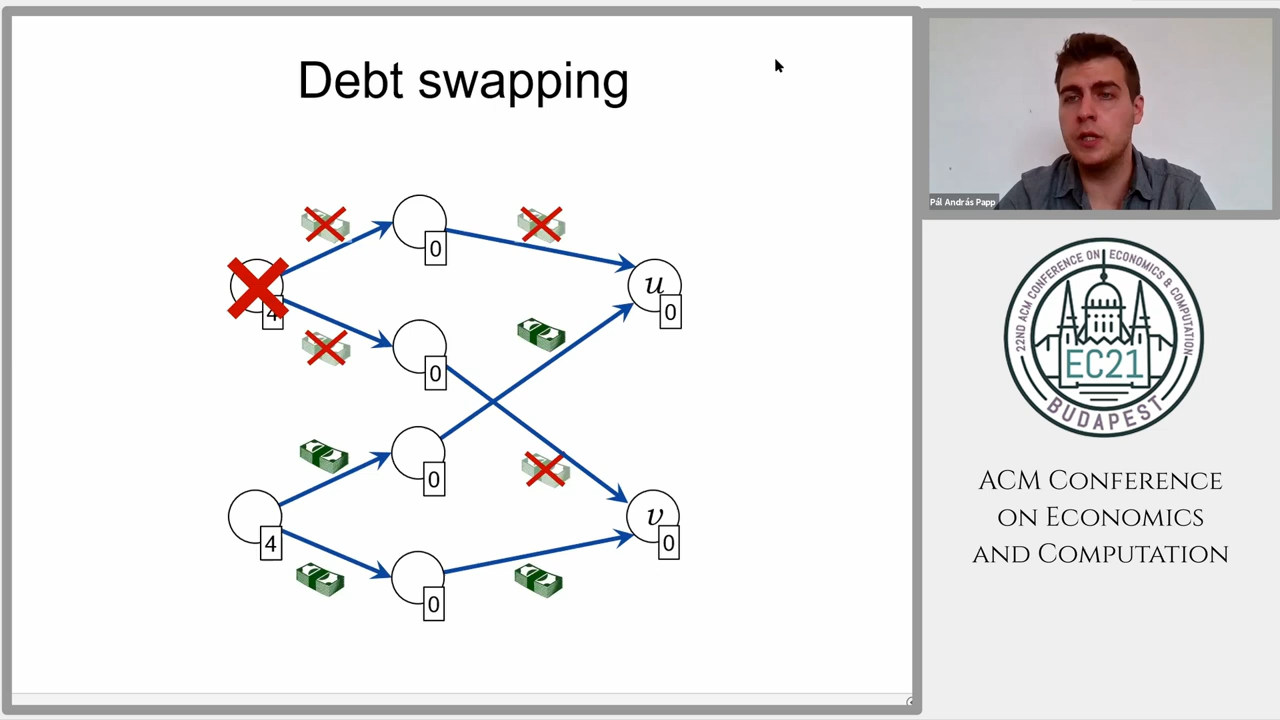 Debt swapping
0
u
0
4
0
0
4
v
0
0
Pál András Papp
22ND ACM CONFERENCE ON ECONOMICS & COMPUTATION
EC21
BUDAPEST
ACM Conference
on Economics
and Computation